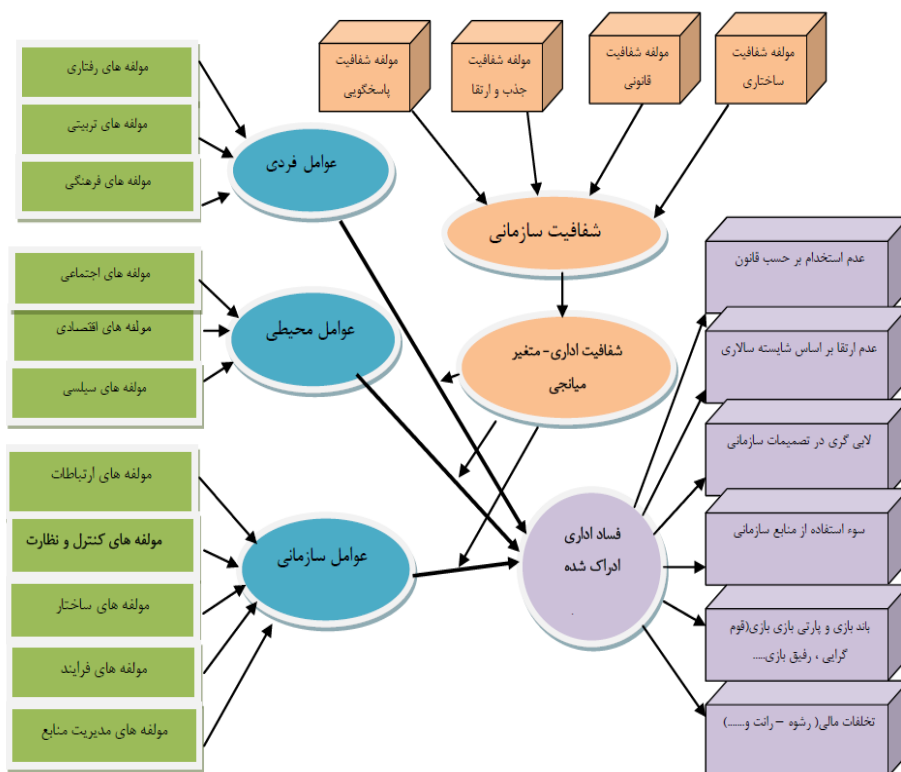 مولفه شفافیت
ساختاری
مولفه شفافیت
قانونی
مولفه شفافیت
جذب و ارتقا
مولفه شفافیت
پاسخگویی
مولفه های رفتاری
مولفه های تربیتی
مولفه های فرهنگی
عوامل فردی
شفافیت سازمانی
مولفه های اجتماعی
مولفه های اقتصادی
مولفه های سیلسی
عوامل محیطی
شفافیت اداری- متغیر
میانجی
مولفه های ارتباطات
مولفه های کنترل و نظارت
مولفه های ساختار
مولفه های فرایند
مولفه های مدیریت منابع
عوامل سازمانی
فساد اداری
ادراک شده
.
عدم استخدام بر حسب قانون
عدم ارتقا بر اساس شایسته سالاری
لابی گری در تصمیمات سازمانی
سوء استفاده از منابع سازمانی
باند بازی و پارتی بازی بازی(قوم
گرایی ، رفیق بازی.....
تخلفات مالی( رشوه – رانت و.......)